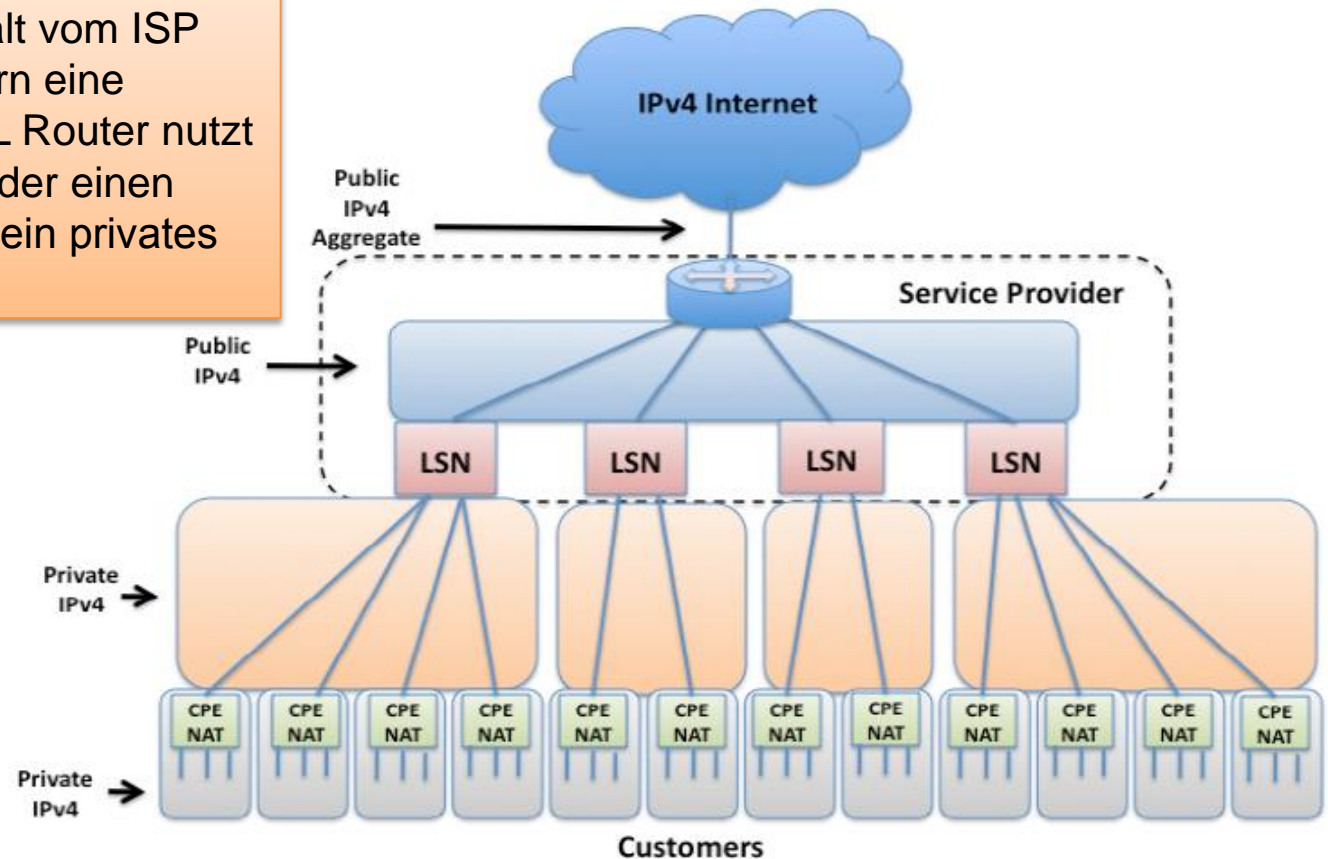 alt vom ISP
rn eine
L Router nutzt
der einen
ein privates
IPv4 Internet
Public
IPv4
Aggregate
Service Provider
Public
IPv4
LSN LSN LSN LSN
Private
IPv4
CPE CPE CPE CPE CPE CPE CPE CPE CPE CPE CPE CPE
NAT NAT NAT NAT NAT NAT NAT NAT NAT NAT NAT NAT
Private
IPv4
Customers